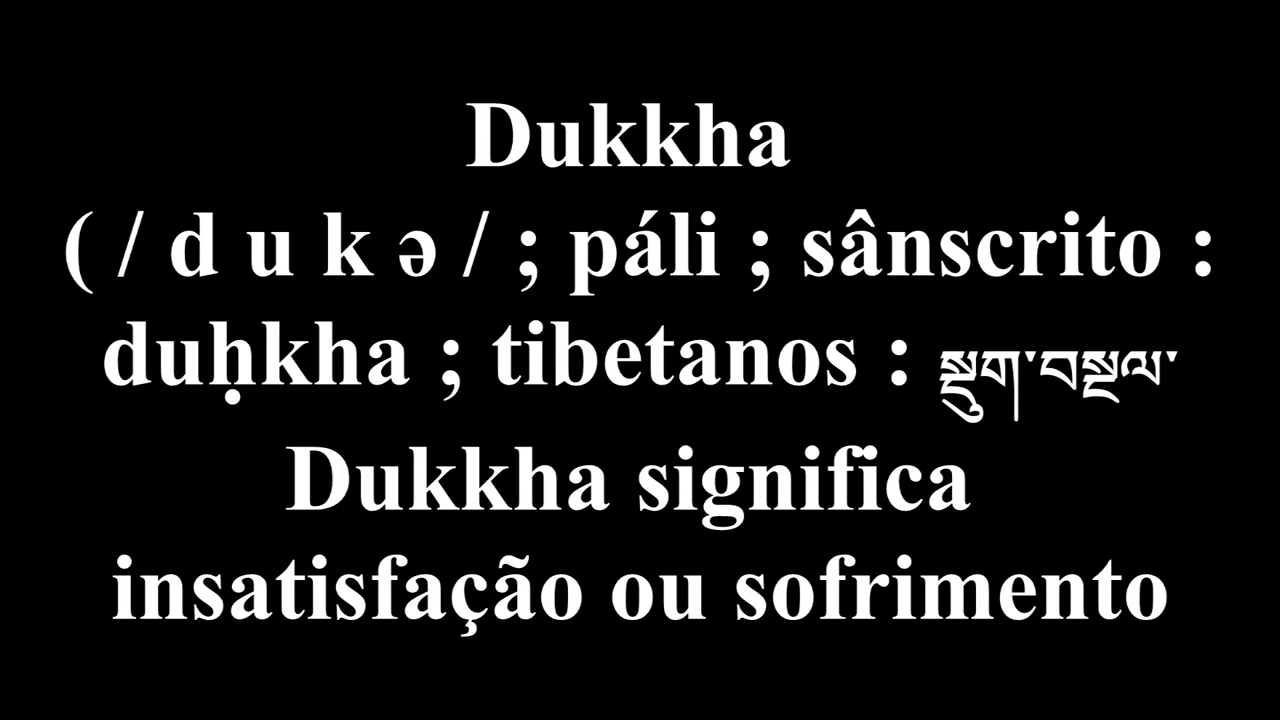 Dukkha
( / d u k ə / ; páli ; sânscrito :
duḥkha ; tibetanos : སྡུག་བསྔལ་
Dukkha significa
insatisfação ou sofrimento